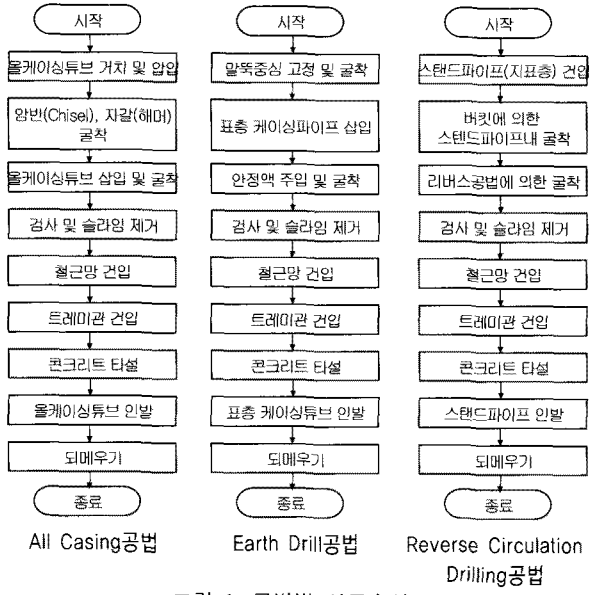 시작
올케이싱튜브 거치 및 압입
암반(Chisel), 자갈(해머)
굴착
올케이싱튜브 삽입 및 굴착
검사 및 슬라임 제거
철근망 건입
트레미관 건입
콘크리트 타설
올케이싱튜브 인발
되메우기
종료
All Casing공법
시작
말뚝중심 고정 및 굴착
표층 케이싱파이프 삽입
안정액 주입 및 굴착
검사 및 슬라임 제거
철근망 건입
트레미관 건입
콘크리트 타설
표층 케이싱튜브 인발
되메우기
종료
Earth Drill공법
시작
스탠드파이프(지표층) 건입
버킷에 의한
스텐드파이프내 굴착
리버스공법에 의한 굴착
검사 및 슬라임 제거
철근망 건입
트레미관 건입
콘크리트 타설
스탠드파이프 인발
되메우기
종료
Reverse Circulation
Drilling공법